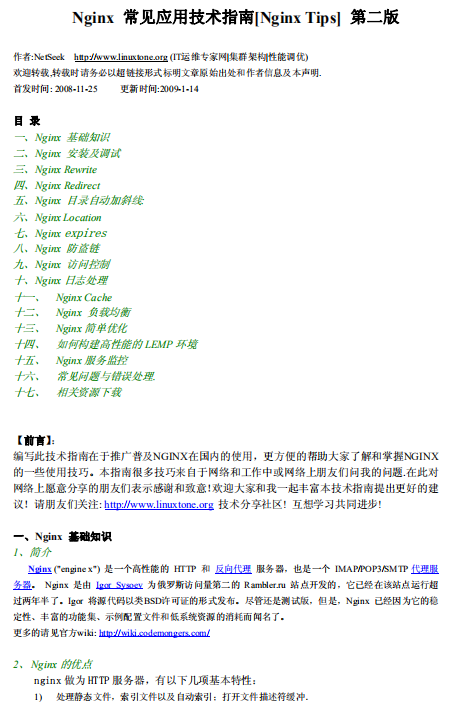 Nginx 常见应用技术指南[Nginx Tips] 第二版
作者:NetSeek http://www.linuxtone.org (IT运维专家网|集群架构|性能调优)
欢迎转载,转载时请务必以超链接形式标明文章原始出处和作者信息及本声明.
首发时间: 2008-11-25 更新时间:2009-1-14
目 录
一、Nginx 基础知识
二、Nginx 安装及调试
三、Nginx Rewrite
四、Nginx Redirect
五、Nginx 目录自动加斜线:
六、Nginx Location
七、Nginx expires
八、Nginx 防盗链
九、Nginx 访问控制
十、Nginx 日志处理
十一、 Nginx Cache
十二、 Nginx 负载均衡
十三、 Nginx 简单优化
十四、 如何构建高性能的 LEMP 环境
十五、 Nginx 服务监控
十六、 常见问题与错误处理.
十七、 相关资源下载
【前言】:
编写此技术指南在于推广普及NGINX在国内的使用，更方便的帮助大家了解和掌握NGINX
的一些使用技巧。本指南很多技巧来自于网络和工作中或网络上朋友们问我的问题.在此对
网络上愿意分享的朋友们表示感谢和致意!欢迎大家和我一起丰富本技术指南提出更好的建
议！请朋友们关注: http://www.linuxtone.org 技术分享社区! 互想学习共同进步!
一、Nginx 基础知识
1、简介
Nginx ("engine x") 是一个高性能的 HTTP 和 反向代理 服务器，也是一个 IMAP/POP3/SMTP 代理服
务器。 Nginx 是由 Igor Sysoev 为俄罗斯访问量第二的 Rambler.ru 站点开发的，它已经在该站点运行超
过两年半了。Igor 将源代码以类BSD许可证的形式发布。尽管还是测试版，但是，Nginx 已经因为它的稳
定性、丰富的功能集、示例配置文件和低系统资源的消耗而闻名了。
更多的请见官方wiki: http://wiki.codemongers.com/
2、Nginx 的优点
nginx 做为 HTTP 服务器，有以下几项基本特性：
1) 处理静态文件，索引文件以及自动索引；打开文件描述符缓冲.